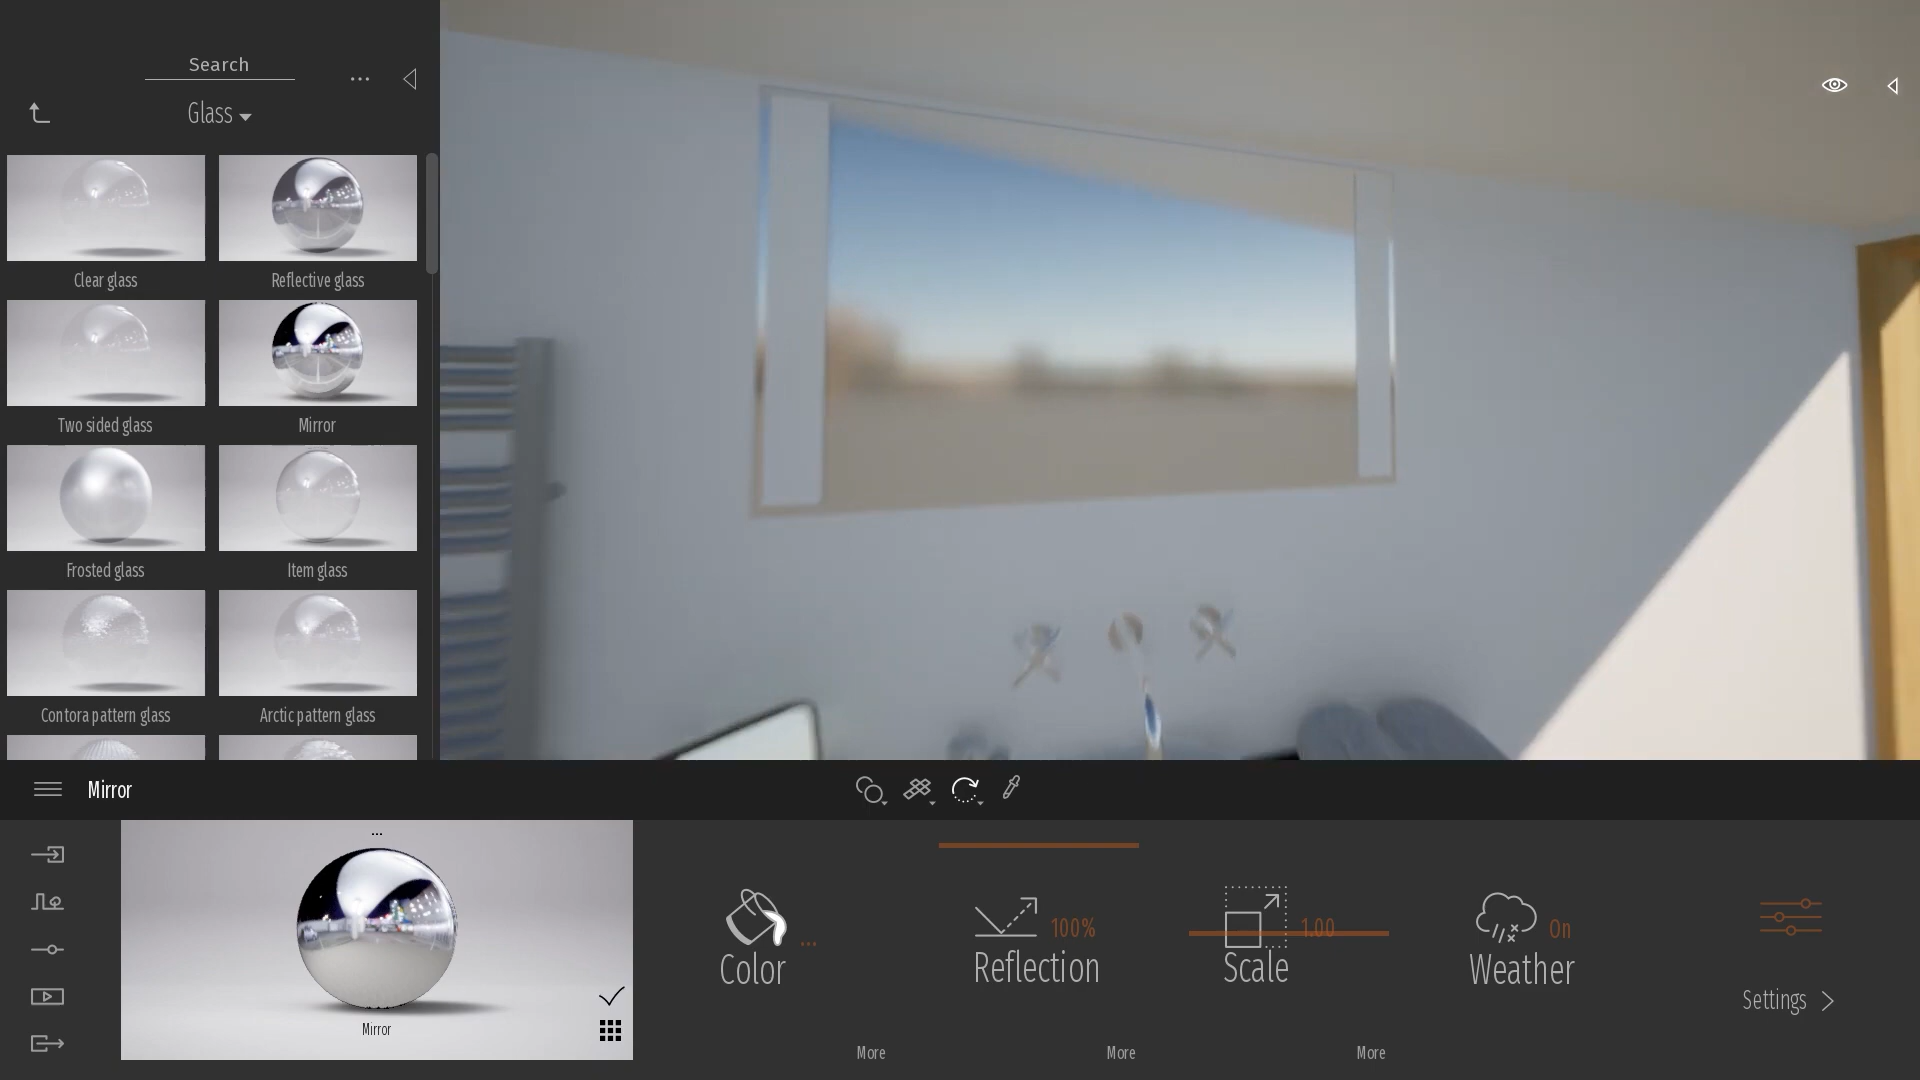 Search
...
Glass
Clear glass
Reflective glass
Two sided glass
Mirror
Frosted glass
Item glass
Contora pattern glass
Arctic pattern glass
Mirror
...
Mirror
Color
...
Reflection
100%
Scale
1.00
Weather
On
Settings
More
More
More